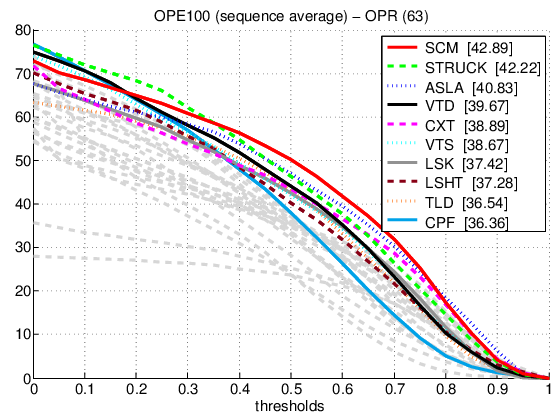 OPE100 (sequence average) – OPR (63)
80
70
60
50
40
30
20
10
0
SCM [42.89]
STRUCK [42.22]
ASLA [40.83]
VTD [39.67]
CXT [38.89]
VTS [38.67]
LSK [37.42]
LSHT [37.28]
TLD [36.54]
CPF [36.36]
0 0.1 0.2 0.3 0.4 0.5 0.6 0.7 0.8 0.9 1
thresholds